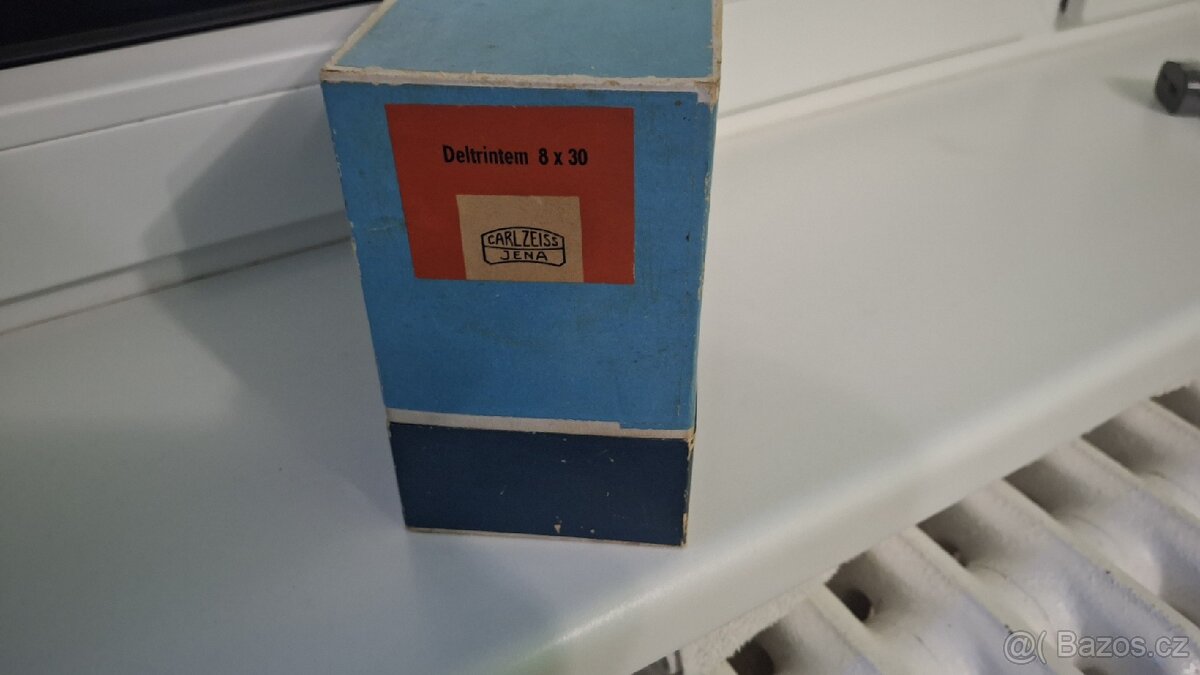 Deltrintem 8 x 30
CARL ZEISS
JENA
@( Bazos.cz